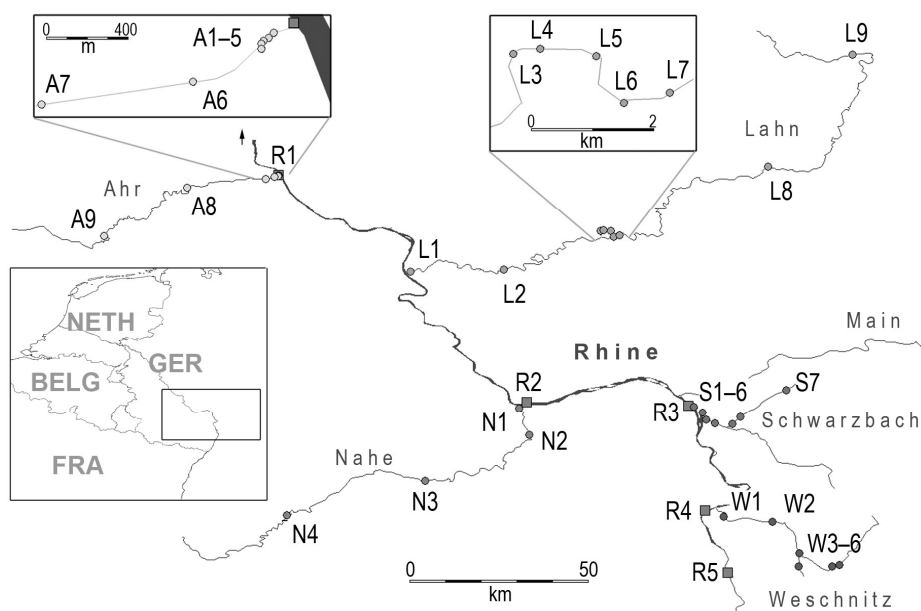 0 400
m
A1–5
A7
A6
L4
L5
L3
L7
L6
0 2
km
L9
Lahn
L8
R1
Ahr
A8
A9
L1
L2
NETH
GER
BELG
FRA
Main
Rhine
R2
S1–6
S7
R3
N1
Schwarzbach
N2
Nahe
N3
N4
R4
W1
W2
W3–6
R5
0 50
km
Weschnitz